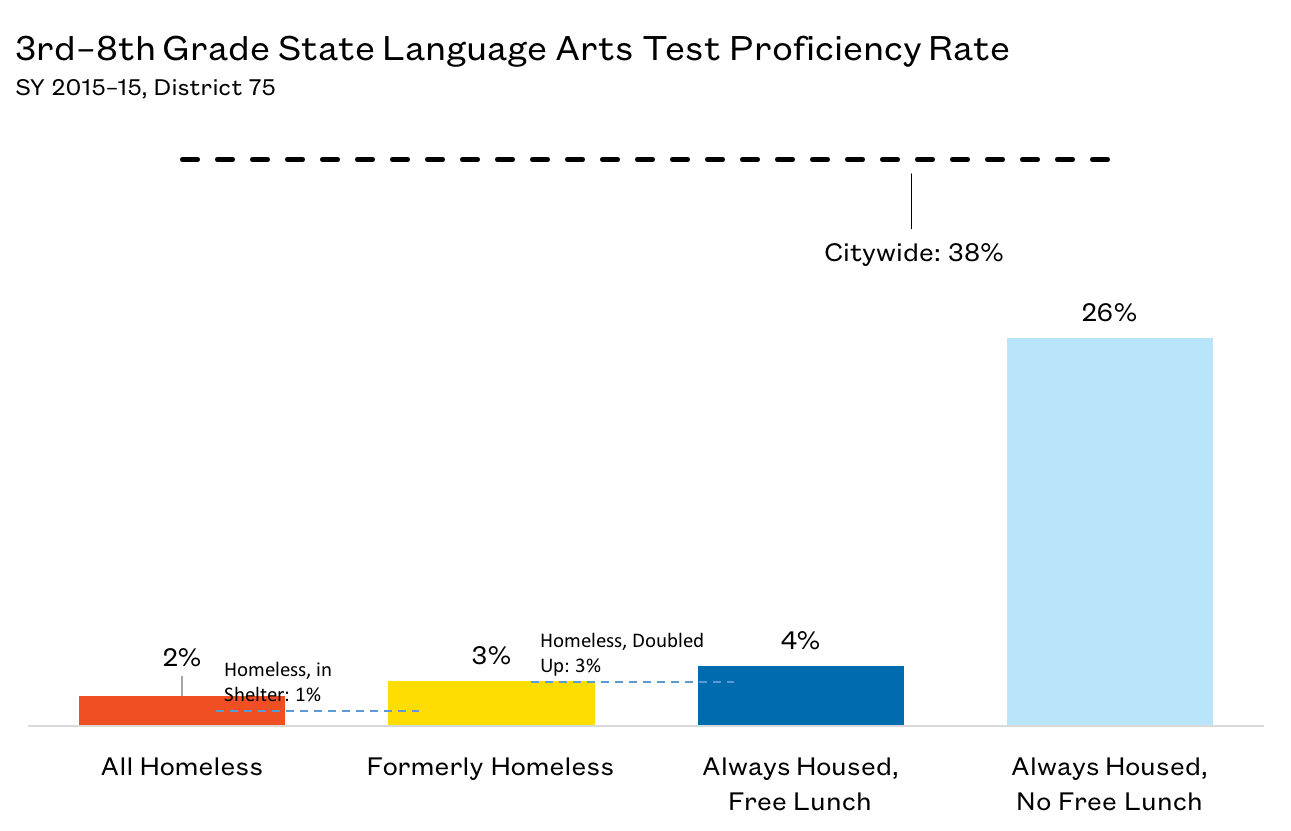 3rd–8th Grade State Language Arts Test Proficiency Rate
SY 2015–15, District 75
Citywide: 38%
26%
2%
Homeless, in
Shelter: 1%
3%
Homeless, Doubled
Up: 3%
4%
All Homeless
Formerly Homeless
Always Housed,
Free Lunch
Always Housed,
No Free Lunch